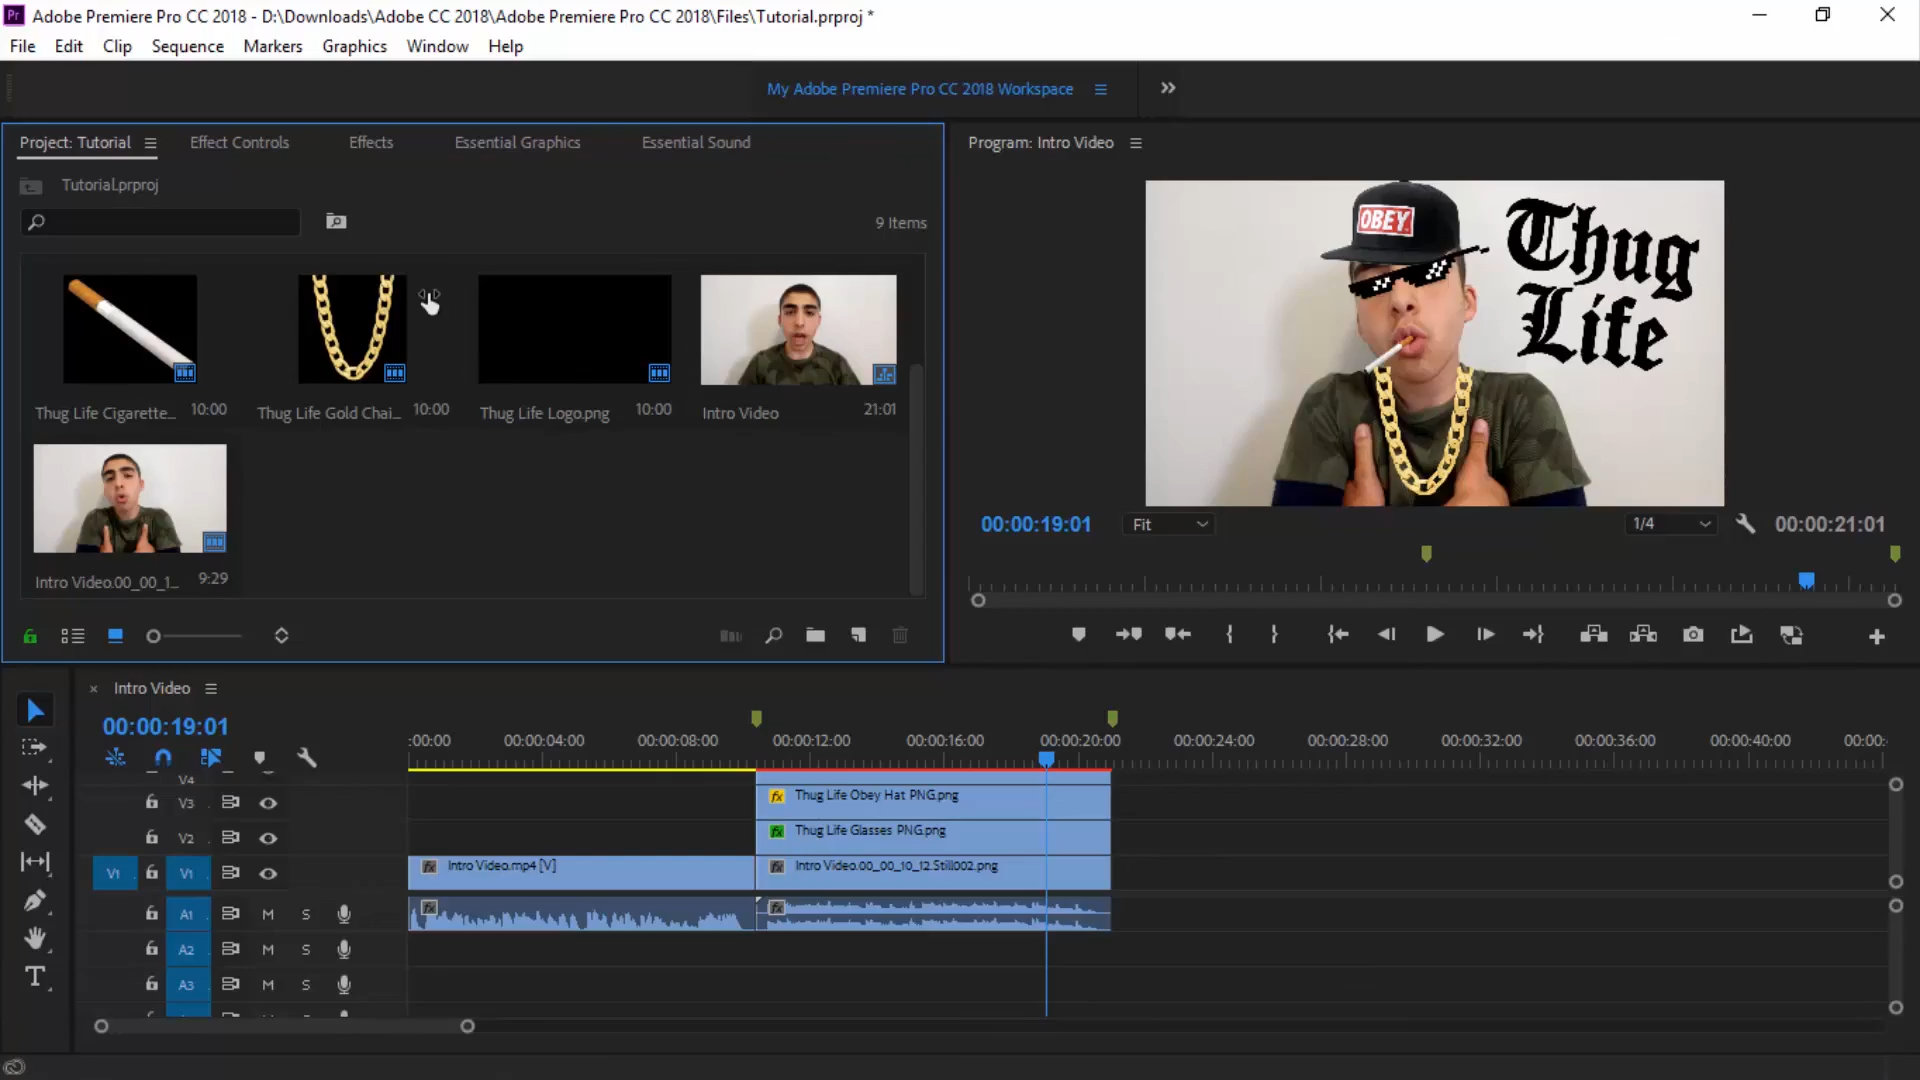 Pr Adobe Premiere Pro CC 2018 - D:\Downloads\Adobe CC 2018\Adobe Premiere Pro CC 2018\Files\Tutorial.prproj *
File Edit Clip Sequence Markers Graphics Window Help
My Adobe Premiere Pro CC 2018 Workspace
Project: Tutorial Effect Controls Effects Essential Graphics Essential Sound
Tutorial.prproj
9 Items
Thug Life Cigarette... 10:00 Thug Life Gold Chai... 10:00 Thug Life Logo.png 10:00 Intro Video 21:01
Intro Video.00_00_1... 9:29
Program: Intro Video
OBEY
Thug
Life
00:00:19:01 Fit 1/4 00:00:21:01
× Intro Video
00:00:19:01
:00:00 00:00:04:00 00:00:08:00 00:00:12:00 00:00:16:00 00:00:20:00 00:00:24:00 00:00:28:00 00:00:32:00 00:00:36:00 00:00:40:00 00:00:
V4
V3 Thug Life Obey Hat PNG.png
V2 Thug Life Glasses PNG.png
V1 V1 Intro Video.mp4 [V] Intro Video.00_00_10_12.Still002.png
A1 M S
A2 M S
A3 M S